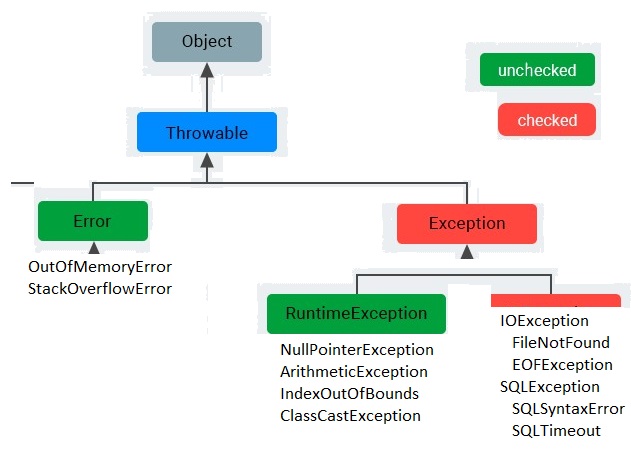 Object
unchecked
checked
Throwable
Error
Exception
OutOfMemoryError
StackOverflowError
RuntimeException
NullPointerException
ArithmeticException
IndexOutOfBounds
ClassCastException
IOException
FileNotFound
EOFException
SQLException
SQLSyntaxError
SQLTimeout